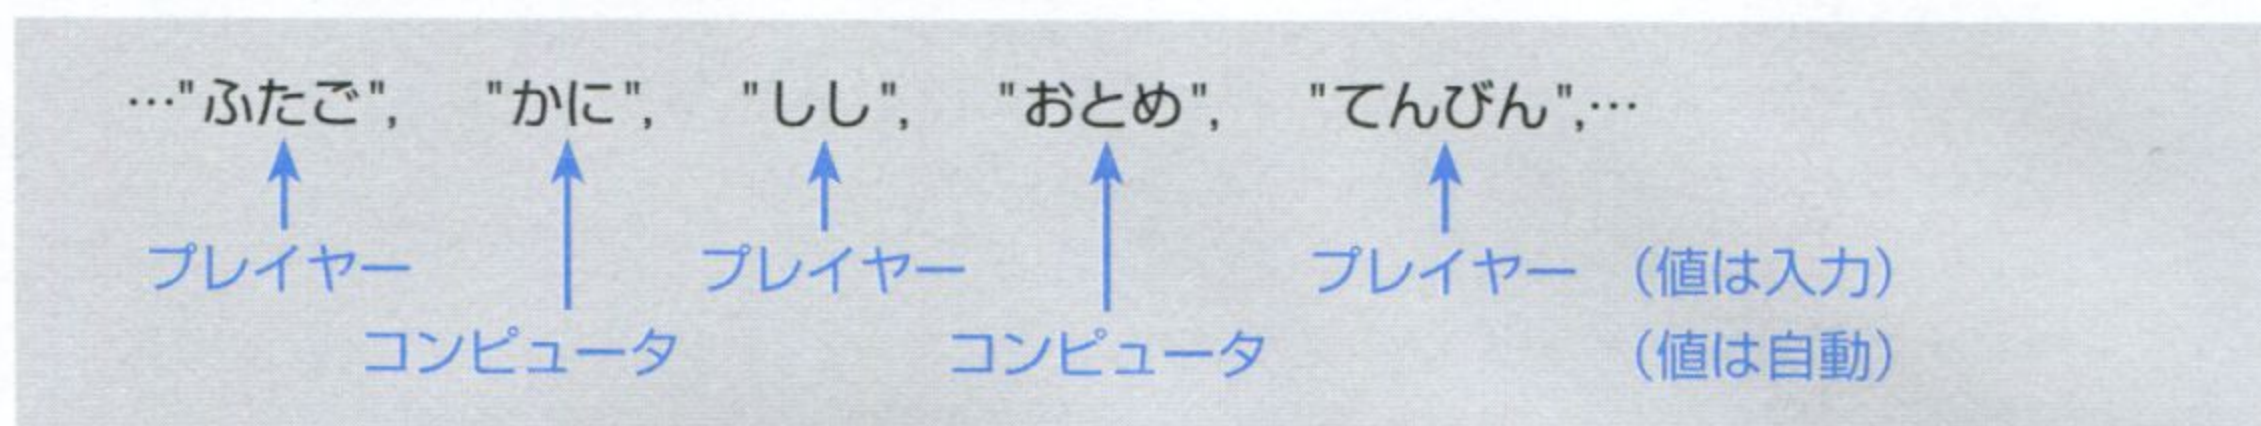 …"ふたご", "かに", "しし", "おとめ", "てんびん",…
プレイヤー プレイヤー プレイヤー （値は入力）
コンピュータ コンピュータ （値は自動）